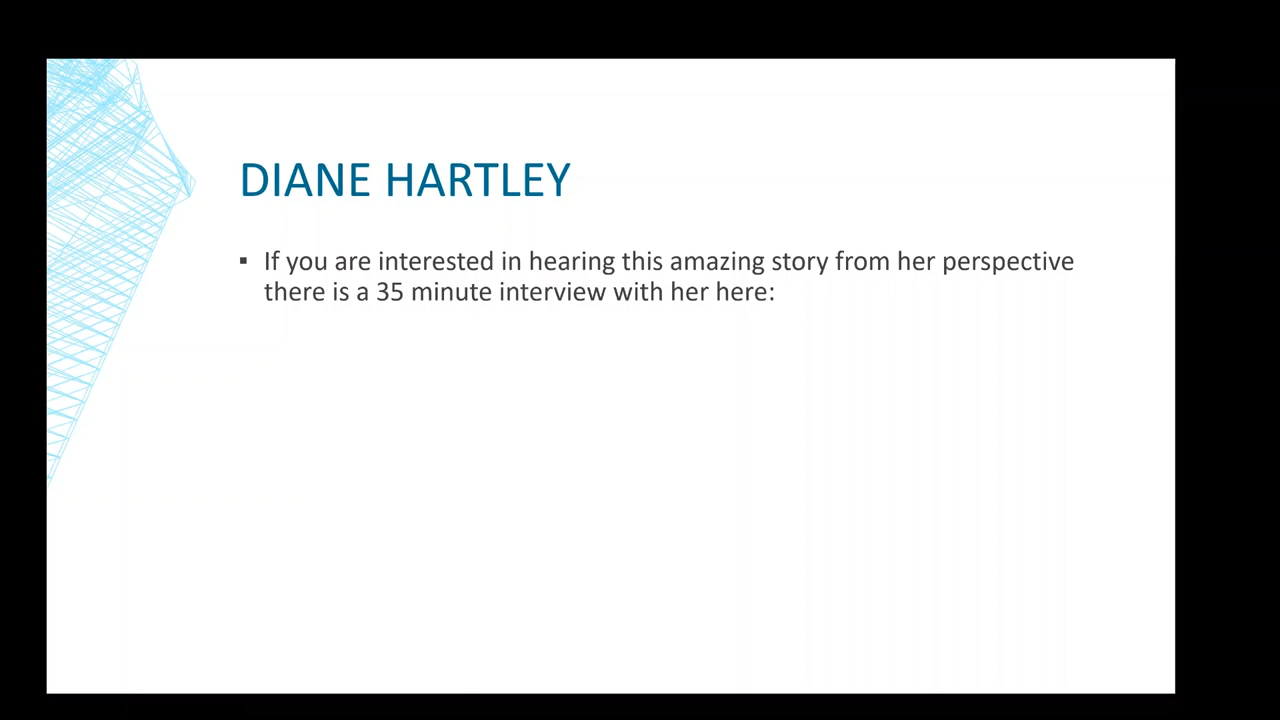 DIANE HARTLEY
▪ If you are interested in hearing this amazing story from her perspective
there is a 35 minute interview with her here: